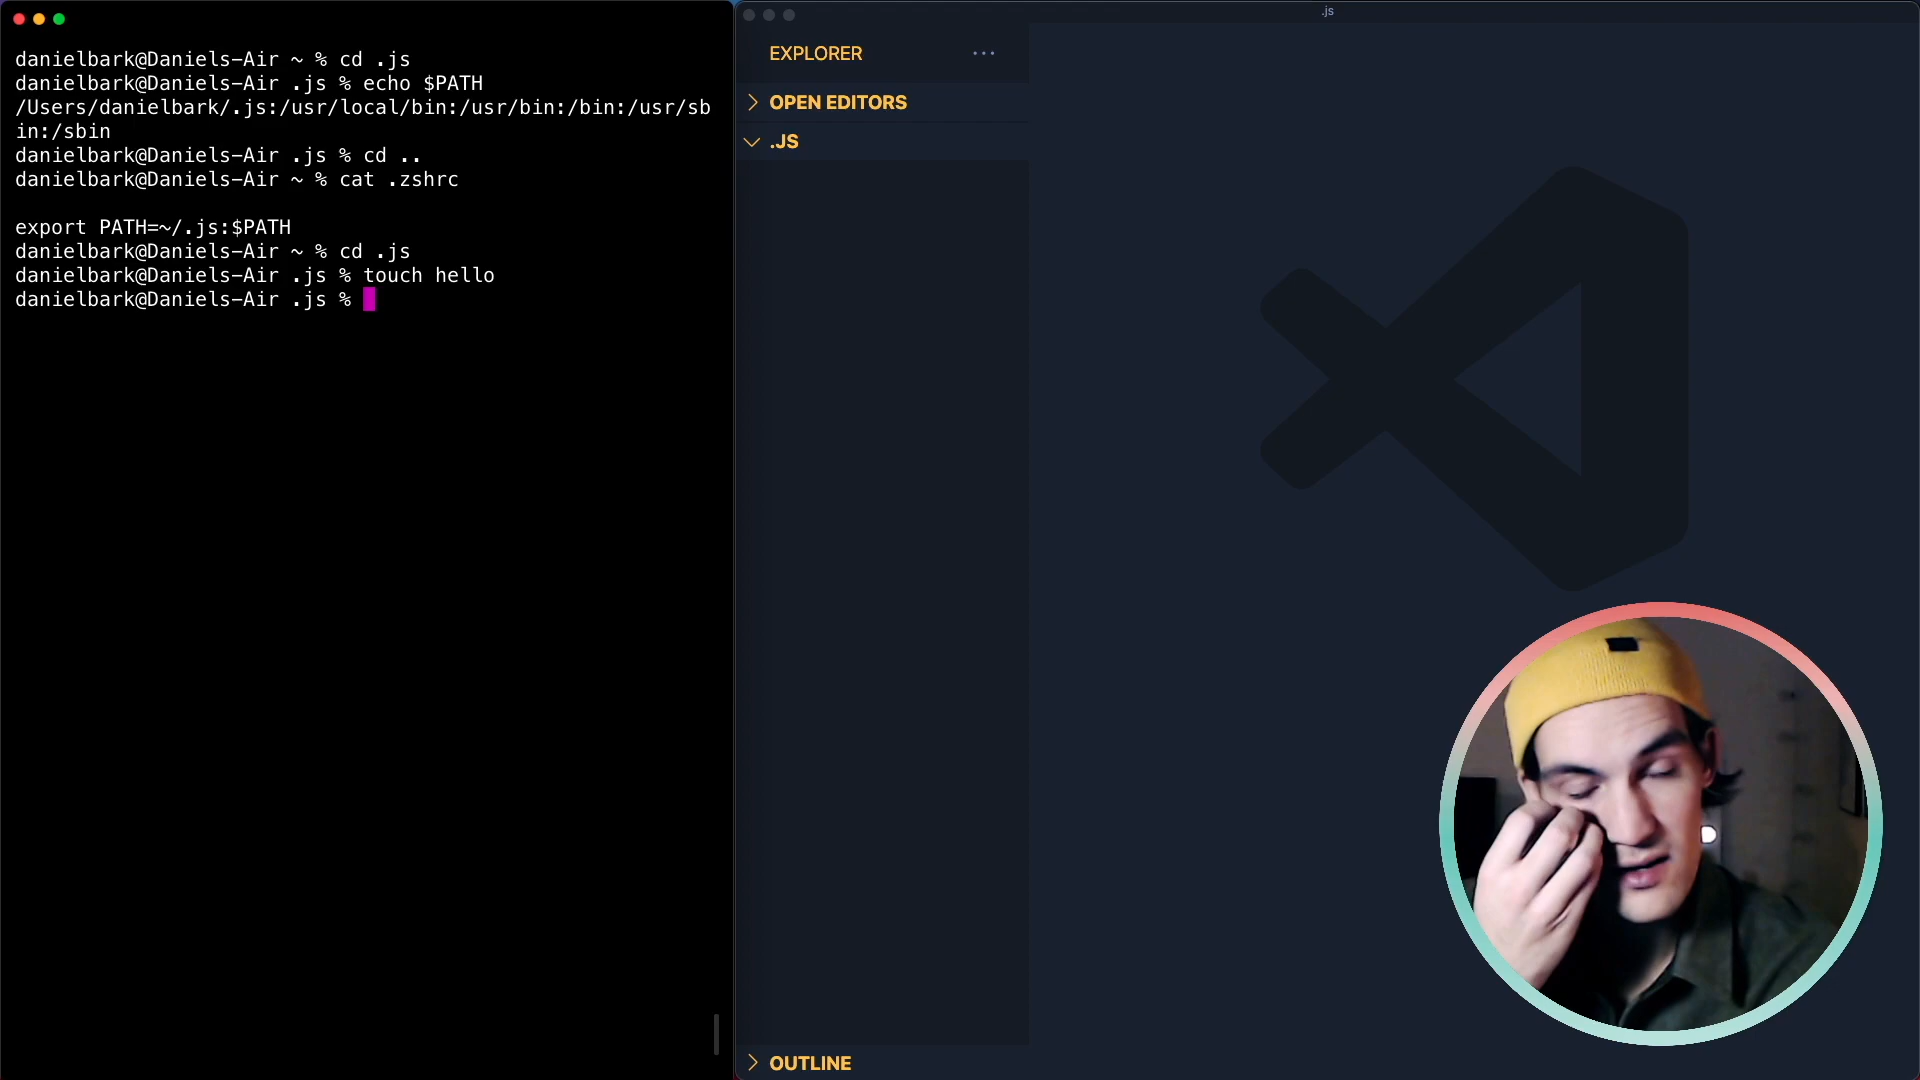 danielbark@Daniels-Air ~ % cd .js
danielbark@Daniels-Air .js % echo $PATH
/Users/danielbark/.js:/usr/local/bin:/usr/bin:/bin:/usr/sb
in:/sbin
danielbark@Daniels-Air .js % cd ..
danielbark@Daniels-Air ~ % cat .zshrc
export PATH=~/.js:$PATH
danielbark@Daniels-Air ~ % cd .js
danielbark@Daniels-Air .js % touch hello
danielbark@Daniels-Air .js %
.js
EXPLORER
OPEN EDITORS
.JS
OUTLINE